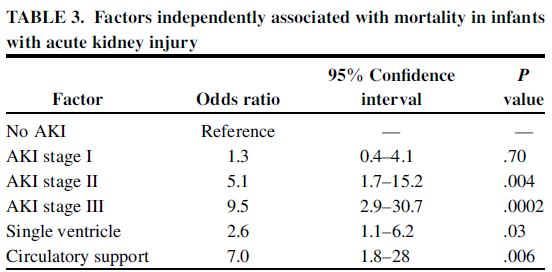 TABLE 3. Factors independently associated with mortality in infants
with acute kidney injury
95% Confidence P
Factor Odds ratio interval value
No AKI Reference — —
AKI stage I 1.3 0.4–4.1 .70
AKI stage II 5.1 1.7–15.2 .004
AKI stage III 9.5 2.9–30.7 .0002
Single ventricle 2.6 1.1–6.2 .03
Circulatory support 7.0 1.8–28 .006